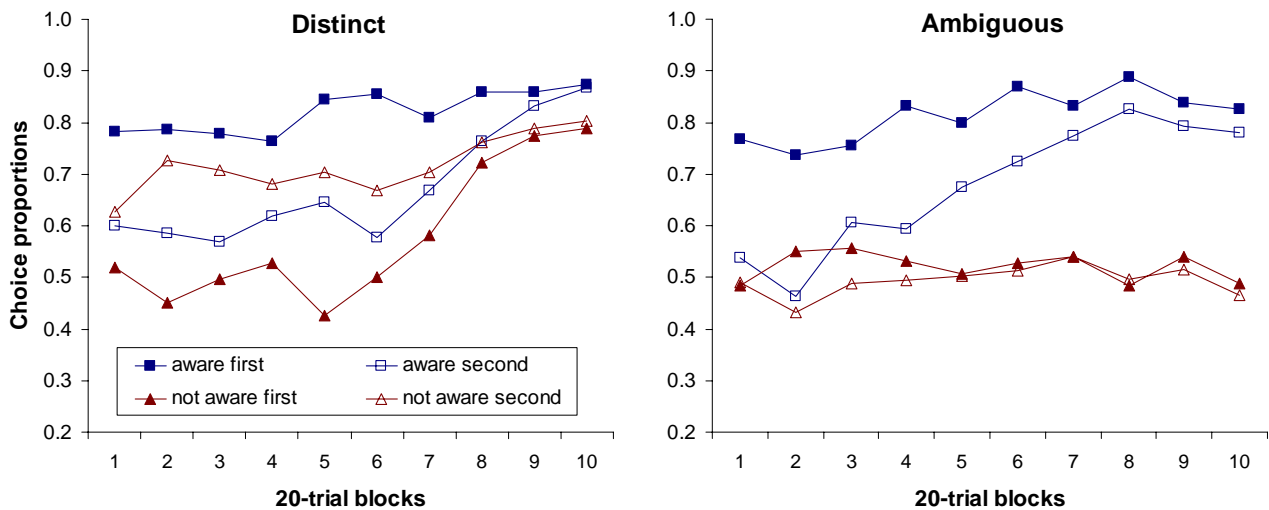 Distinct
Ambiguous
Choice proportions
1.0
0.9
0.8
0.7
0.6
0.5
0.4
0.3
0.2
aware first
aware second
not aware first
not aware second
1 2 3 4 5 6 7 8 9 10
20-trial blocks
1.0
0.9
0.8
0.7
0.6
0.5
0.4
0.3
0.2
1 2 3 4 5 6 7 8 9 10
20-trial blocks